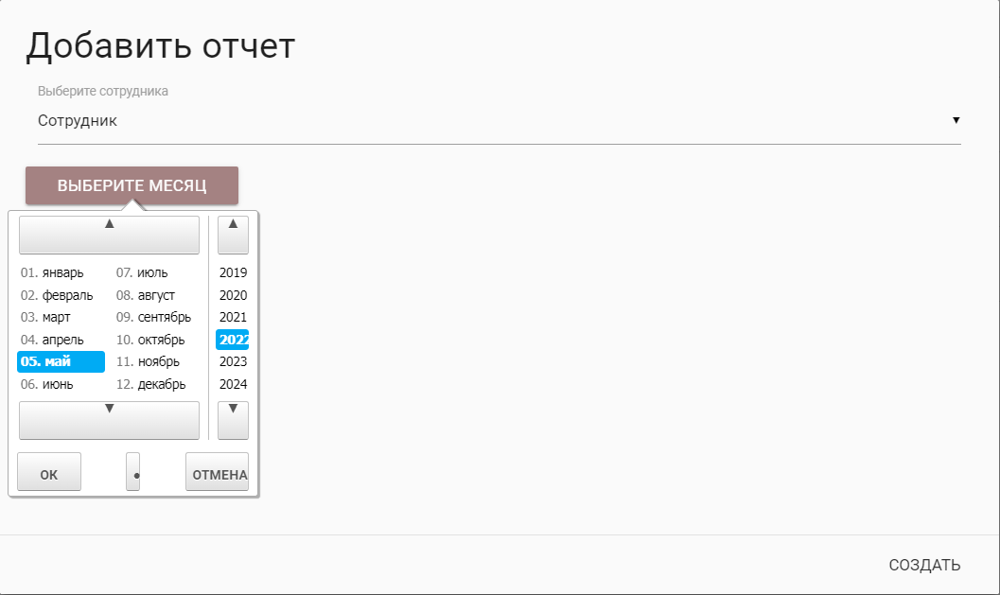 Добавить отчет
Выберите сотрудника
Сотрудник
ВЫБЕРИТЕ МЕСЯЦ
01. январь 07. июль 2019
02. февраль 08. август 2020
03. март 09. сентябрь 2021
04. апрель 10. октябрь 2022
05. май 11. ноябрь 2023
06. июнь 12. декабрь 2024
ОК ОТМЕНА
СОЗДАТЬ